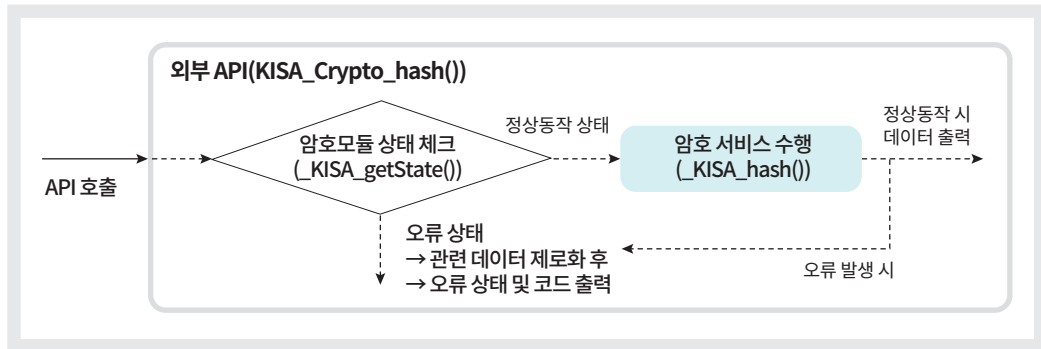 외부 API(KISA_Crypto_hash())
API 호출
암호모듈 상태 체크
(_KISA_getState())
정상동작 상태
암호 서비스 수행
(_KISA_hash())
정상동작 시
데이터 출력
오류 상태
→ 관련 데이터 제로화 후
→ 오류 상태 및 코드 출력
오류 발생 시